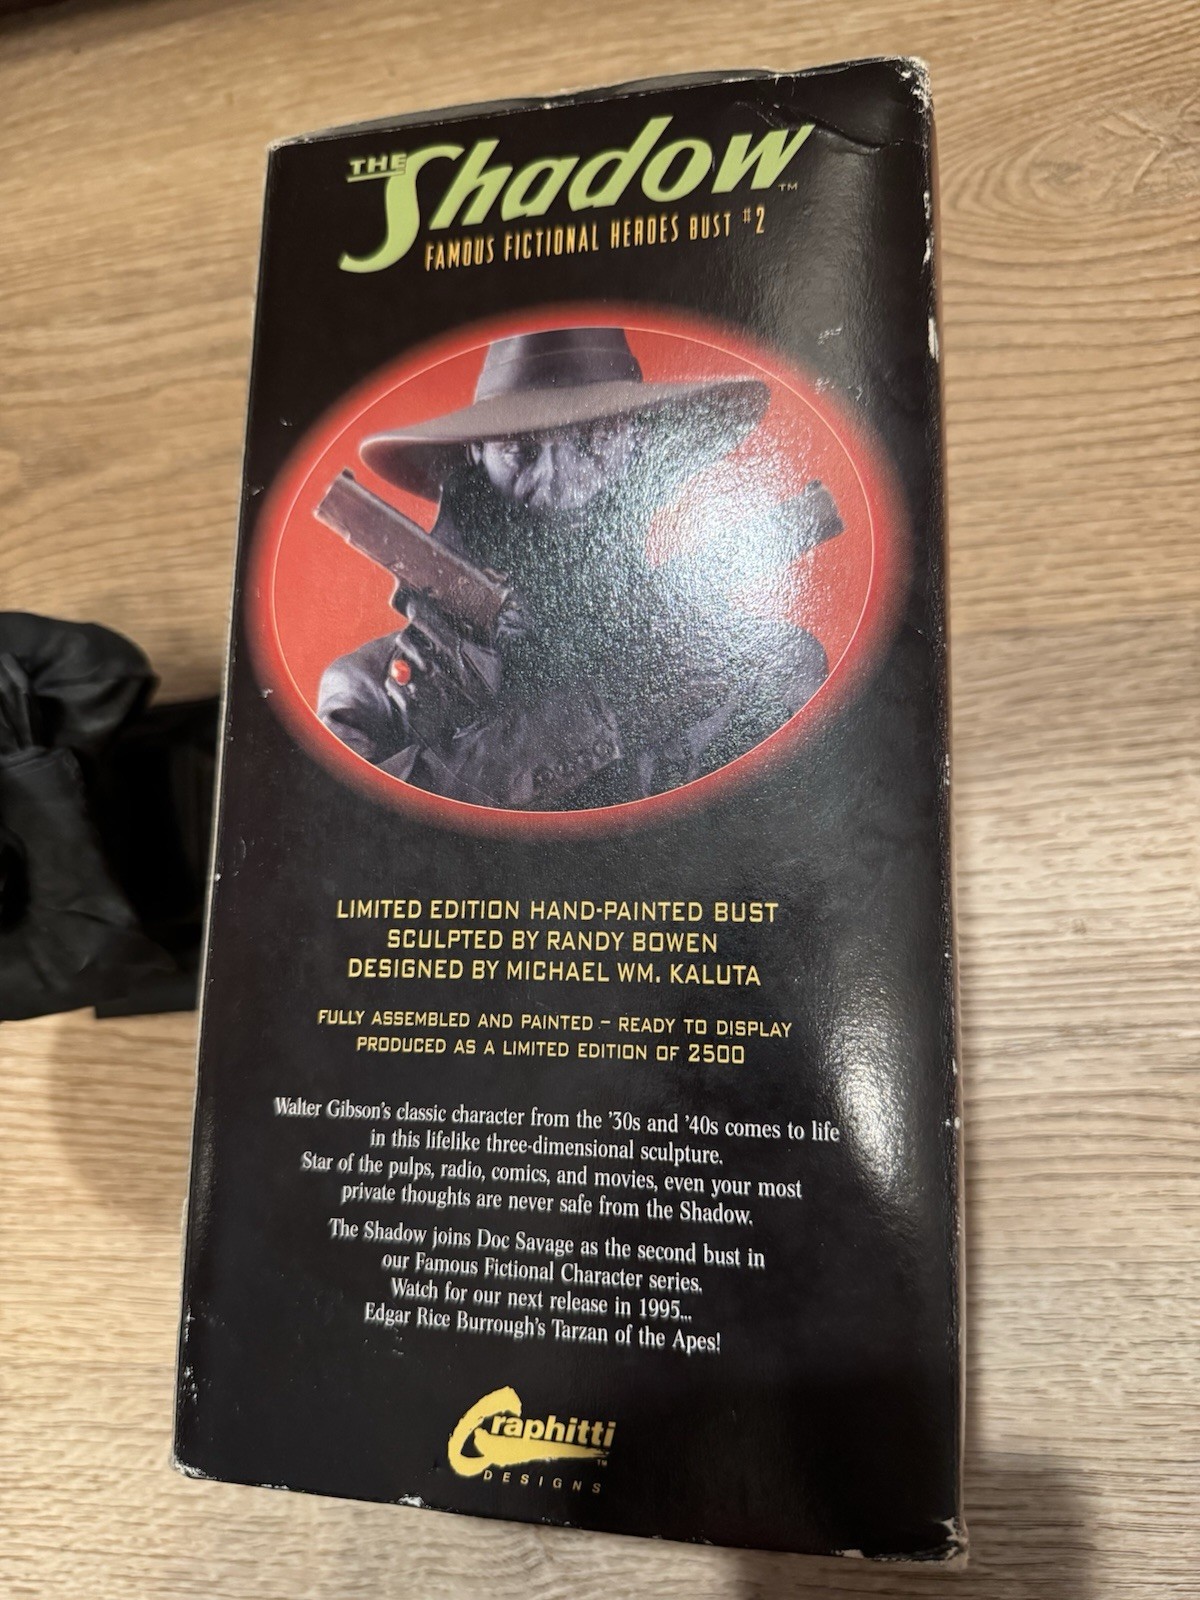 THE Shadow™
FAMOUS FICTIONAL HEROES BUST #2
LIMITED EDITION HAND-PAINTED BUST
SCULPTED BY RANDY BOWEN
DESIGNED BY MICHAEL WM. KALUTA
FULLY ASSEMBLED AND PAINTED – READY TO DISPLAY
PRODUCED AS A LIMITED EDITION OF 2500
Walter Gibson's classic character from the '30s and '40s comes to life
in this lifelike three-dimensional sculpture.
Star of the pulps, radio, comics, and movies, even your most
private thoughts are never safe from the Shadow.
The Shadow joins Doc Savage as the second bust in
our Famous Fictional Character series.
Watch for our next release in 1995...
Edgar Rice Burrough's Tarzan of the Apes!
Graphitti™
DESIGNS